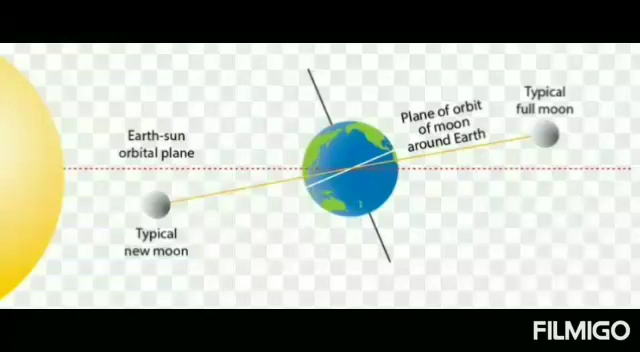 Earth-sun
orbital plane
Typical
new moon
Plane of orbit
of moon
around Earth
Typical
full moon
FILMIGO